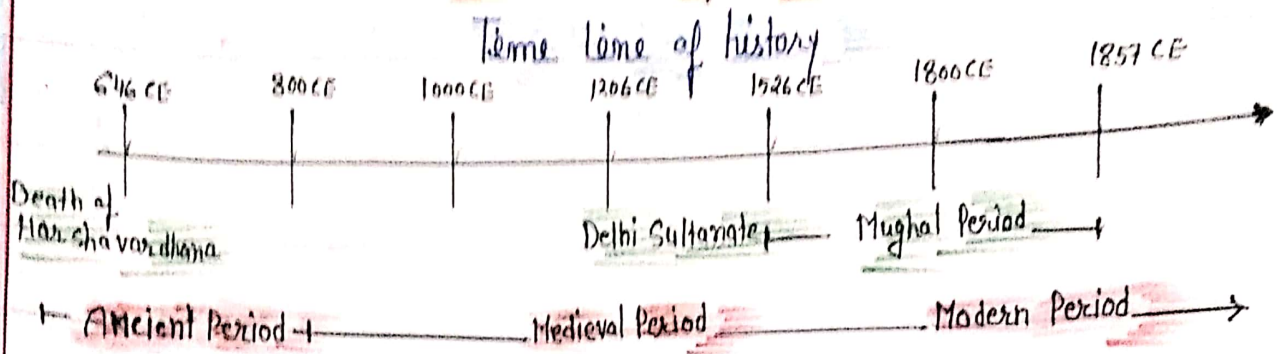 Time line of history
646 CE 800 CE 1000 CE 1206 CE 1526 CE 1800 CE 1857 CE
Death of
Harshavardhana
Delhi Sultanate Mughal Period
Ancient Period Medieval Period Modern Period